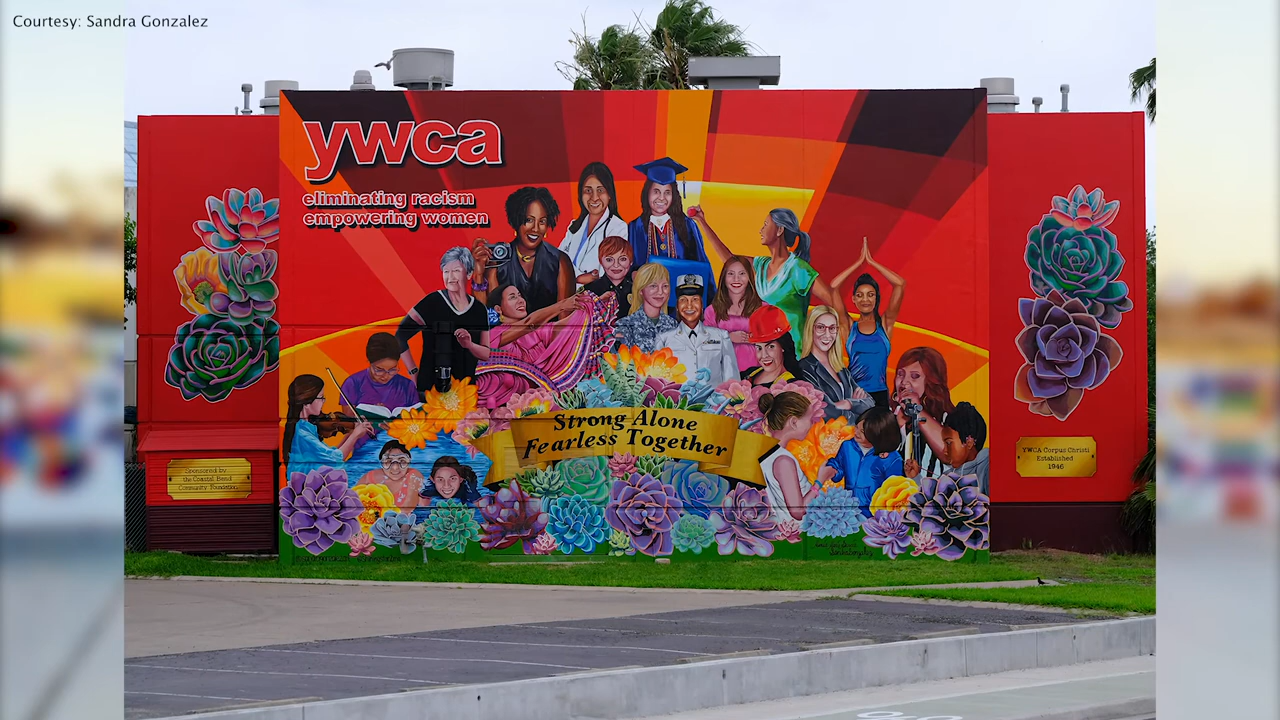 Courtesy: Sandra Gonzalez
ywca
eliminating racism
empowering women
Strong Alone
Fearless Together
Sponsored by
the Coastal Bend
Community Foundation
YWCA Corpus Christi
Established
1946